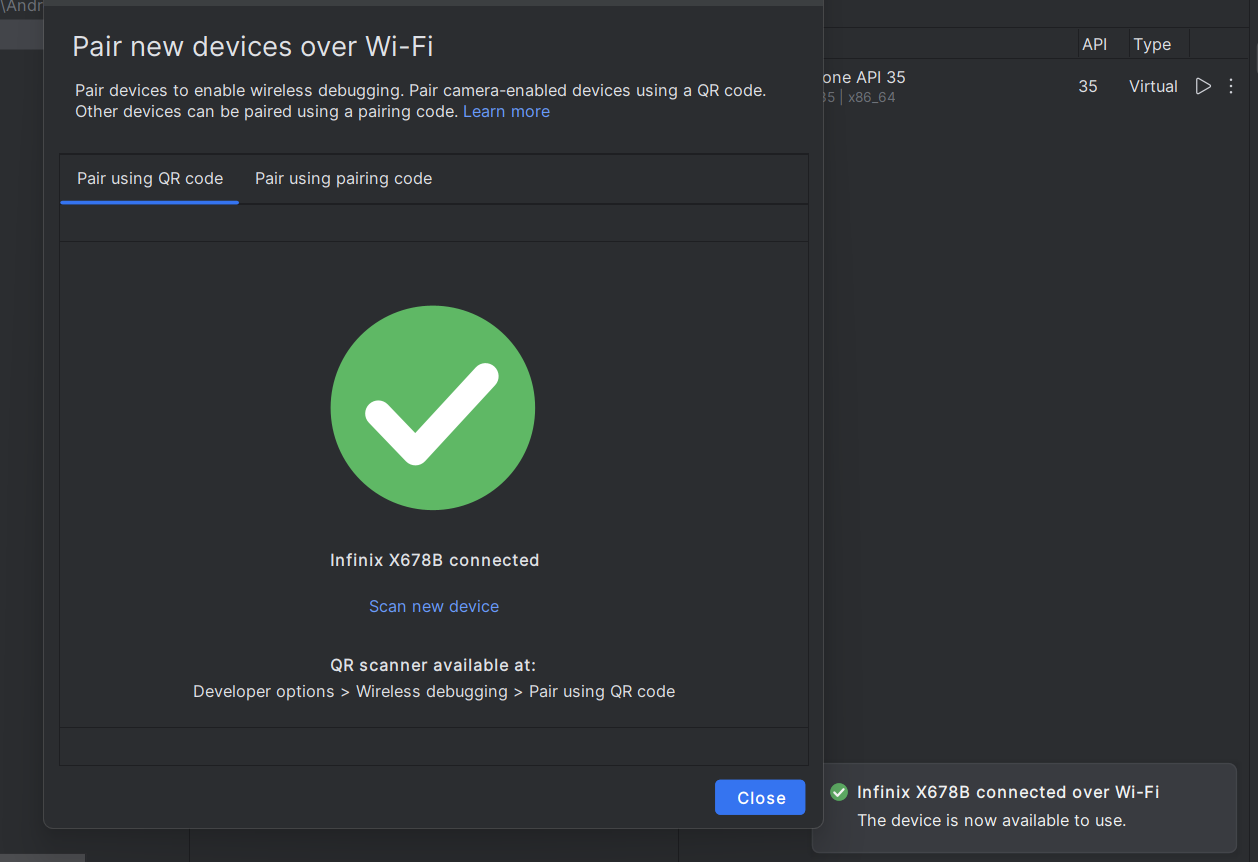 \Andr
Pair new devices over Wi-Fi
Pair devices to enable wireless debugging. Pair camera-enabled devices using a QR code.
Other devices can be paired using a pairing code. Learn more
Pair using QR code
Pair using pairing code
Infinix X678B connected
Scan new device
QR scanner available at:
Developer options > Wireless debugging > Pair using QR code
Close
API Type
one API 35
35 Virtual
35 | x86_64
Infinix X678B connected over Wi-Fi
The device is now available to use.